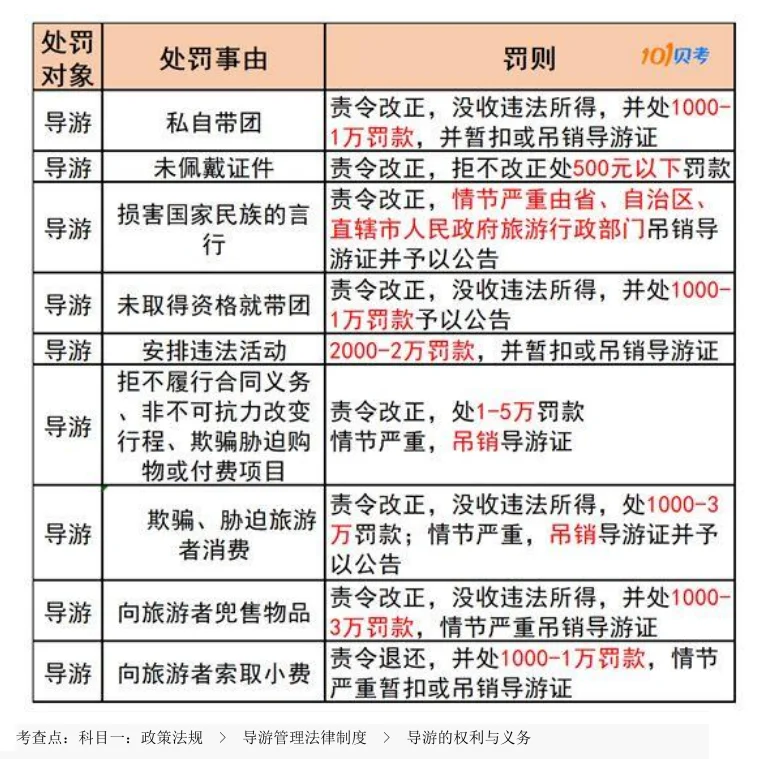 处罚对象 处罚事由 罚则 101贝考
导游 私自带团 责令改正，没收违法所得，并处1000-
1万罚款，并暂扣或吊销导游证
导游 未佩戴证件 责令改正，拒不改正处500元以下罚款
导游 损害国家民族的言行 责令改正，情节严重由省、自治区、
直辖市人民政府旅游行政部门吊销导
游证并予以公告
导游 未取得资格就带团 责令改正，没收违法所得，并处1000-
1万罚款予以公告
导游 安排违法活动 2000-2万罚款，并暂扣或吊销导游证
导游 拒不履行合同义务
、非不可抗力改变
行程、欺骗胁迫购
物或付费项目
责令改正，处1-5万罚款
情节严重，吊销导游证
导游 欺骗、胁迫旅游
者消费
责令改正，没收违法所得，处1000-3
万罚款；情节严重，吊销导游证并予
以公告
导游 向旅游者兜售物品 责令改正，没收违法所得，并处1000-
3万罚款，情节严重吊销导游证
导游 向旅游者索取小费 责令退还，并处1000-1万罚款，情节
严重暂扣或吊销导游证
考查点：科目一：政策法规 > 导游管理法律制度 > 导游的权利与义务